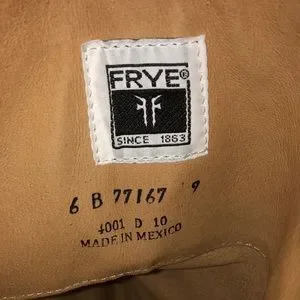 FRYE®
SINCE 1863
6 B 77167 9
4001 D 10
MADE IN MEXICO